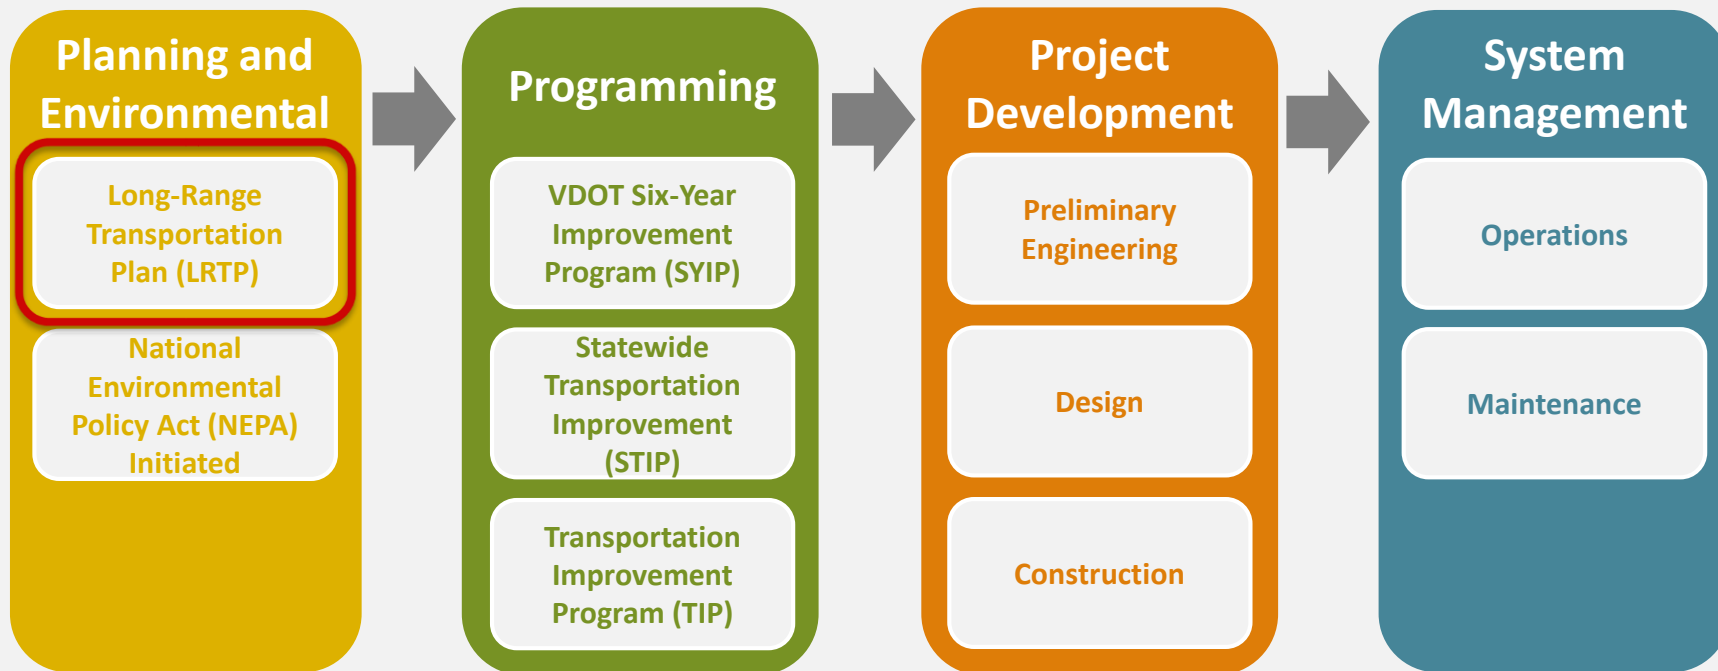 Planning and
Environmental
Long-Range
Transportation
Plan (LRTP)
National
Environmental
Policy Act (NEPA)
Initiated
Programming
VDOT Six-Year
Improvement
Program (SYIP)
Statewide
Transportation
Improvement
(STIP)
Transportation
Improvement
Program (TIP)
Project
Development
Preliminary
Engineering
Design
Construction
System
Management
Operations
Maintenance